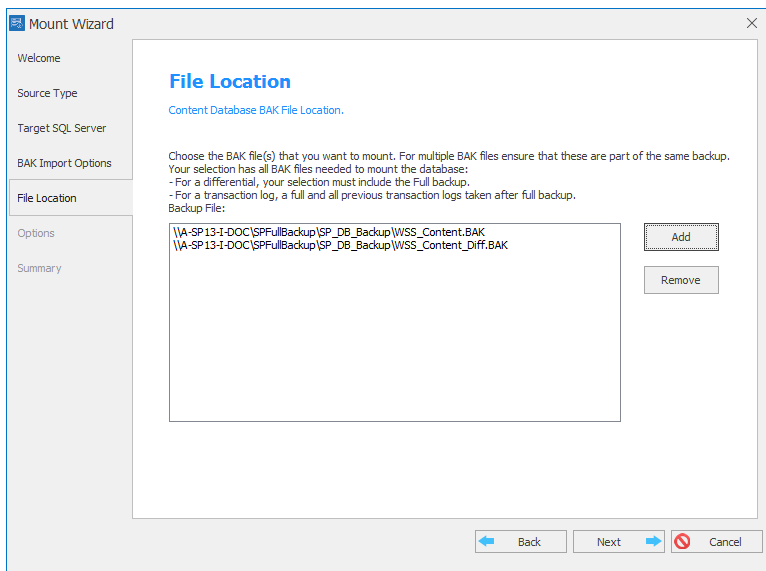 Mount Wizard
Welcome
Source Type
Target SQL Server
BAK Import Options
File Location
Options
Summary
File Location
Content Database BAK File Location.
Choose the BAK file(s) that you want to mount. For multiple BAK files ensure that these are part of the same backup.
Your selection has all BAK files needed to mount the database:
- For a differential, your selection must include the Full backup.
- For a transaction log, a full and all previous transaction logs taken after full backup.
Backup File:
\\A-SP13-I-DOC\SPFullBackup\SP_DB_Backup\WSS_Content.BAK
\\A-SP13-I-DOC\SPFullBackup\SP_DB_Backup\WSS_Content_Diff.BAK
Add
Remove
Back
Next
Cancel